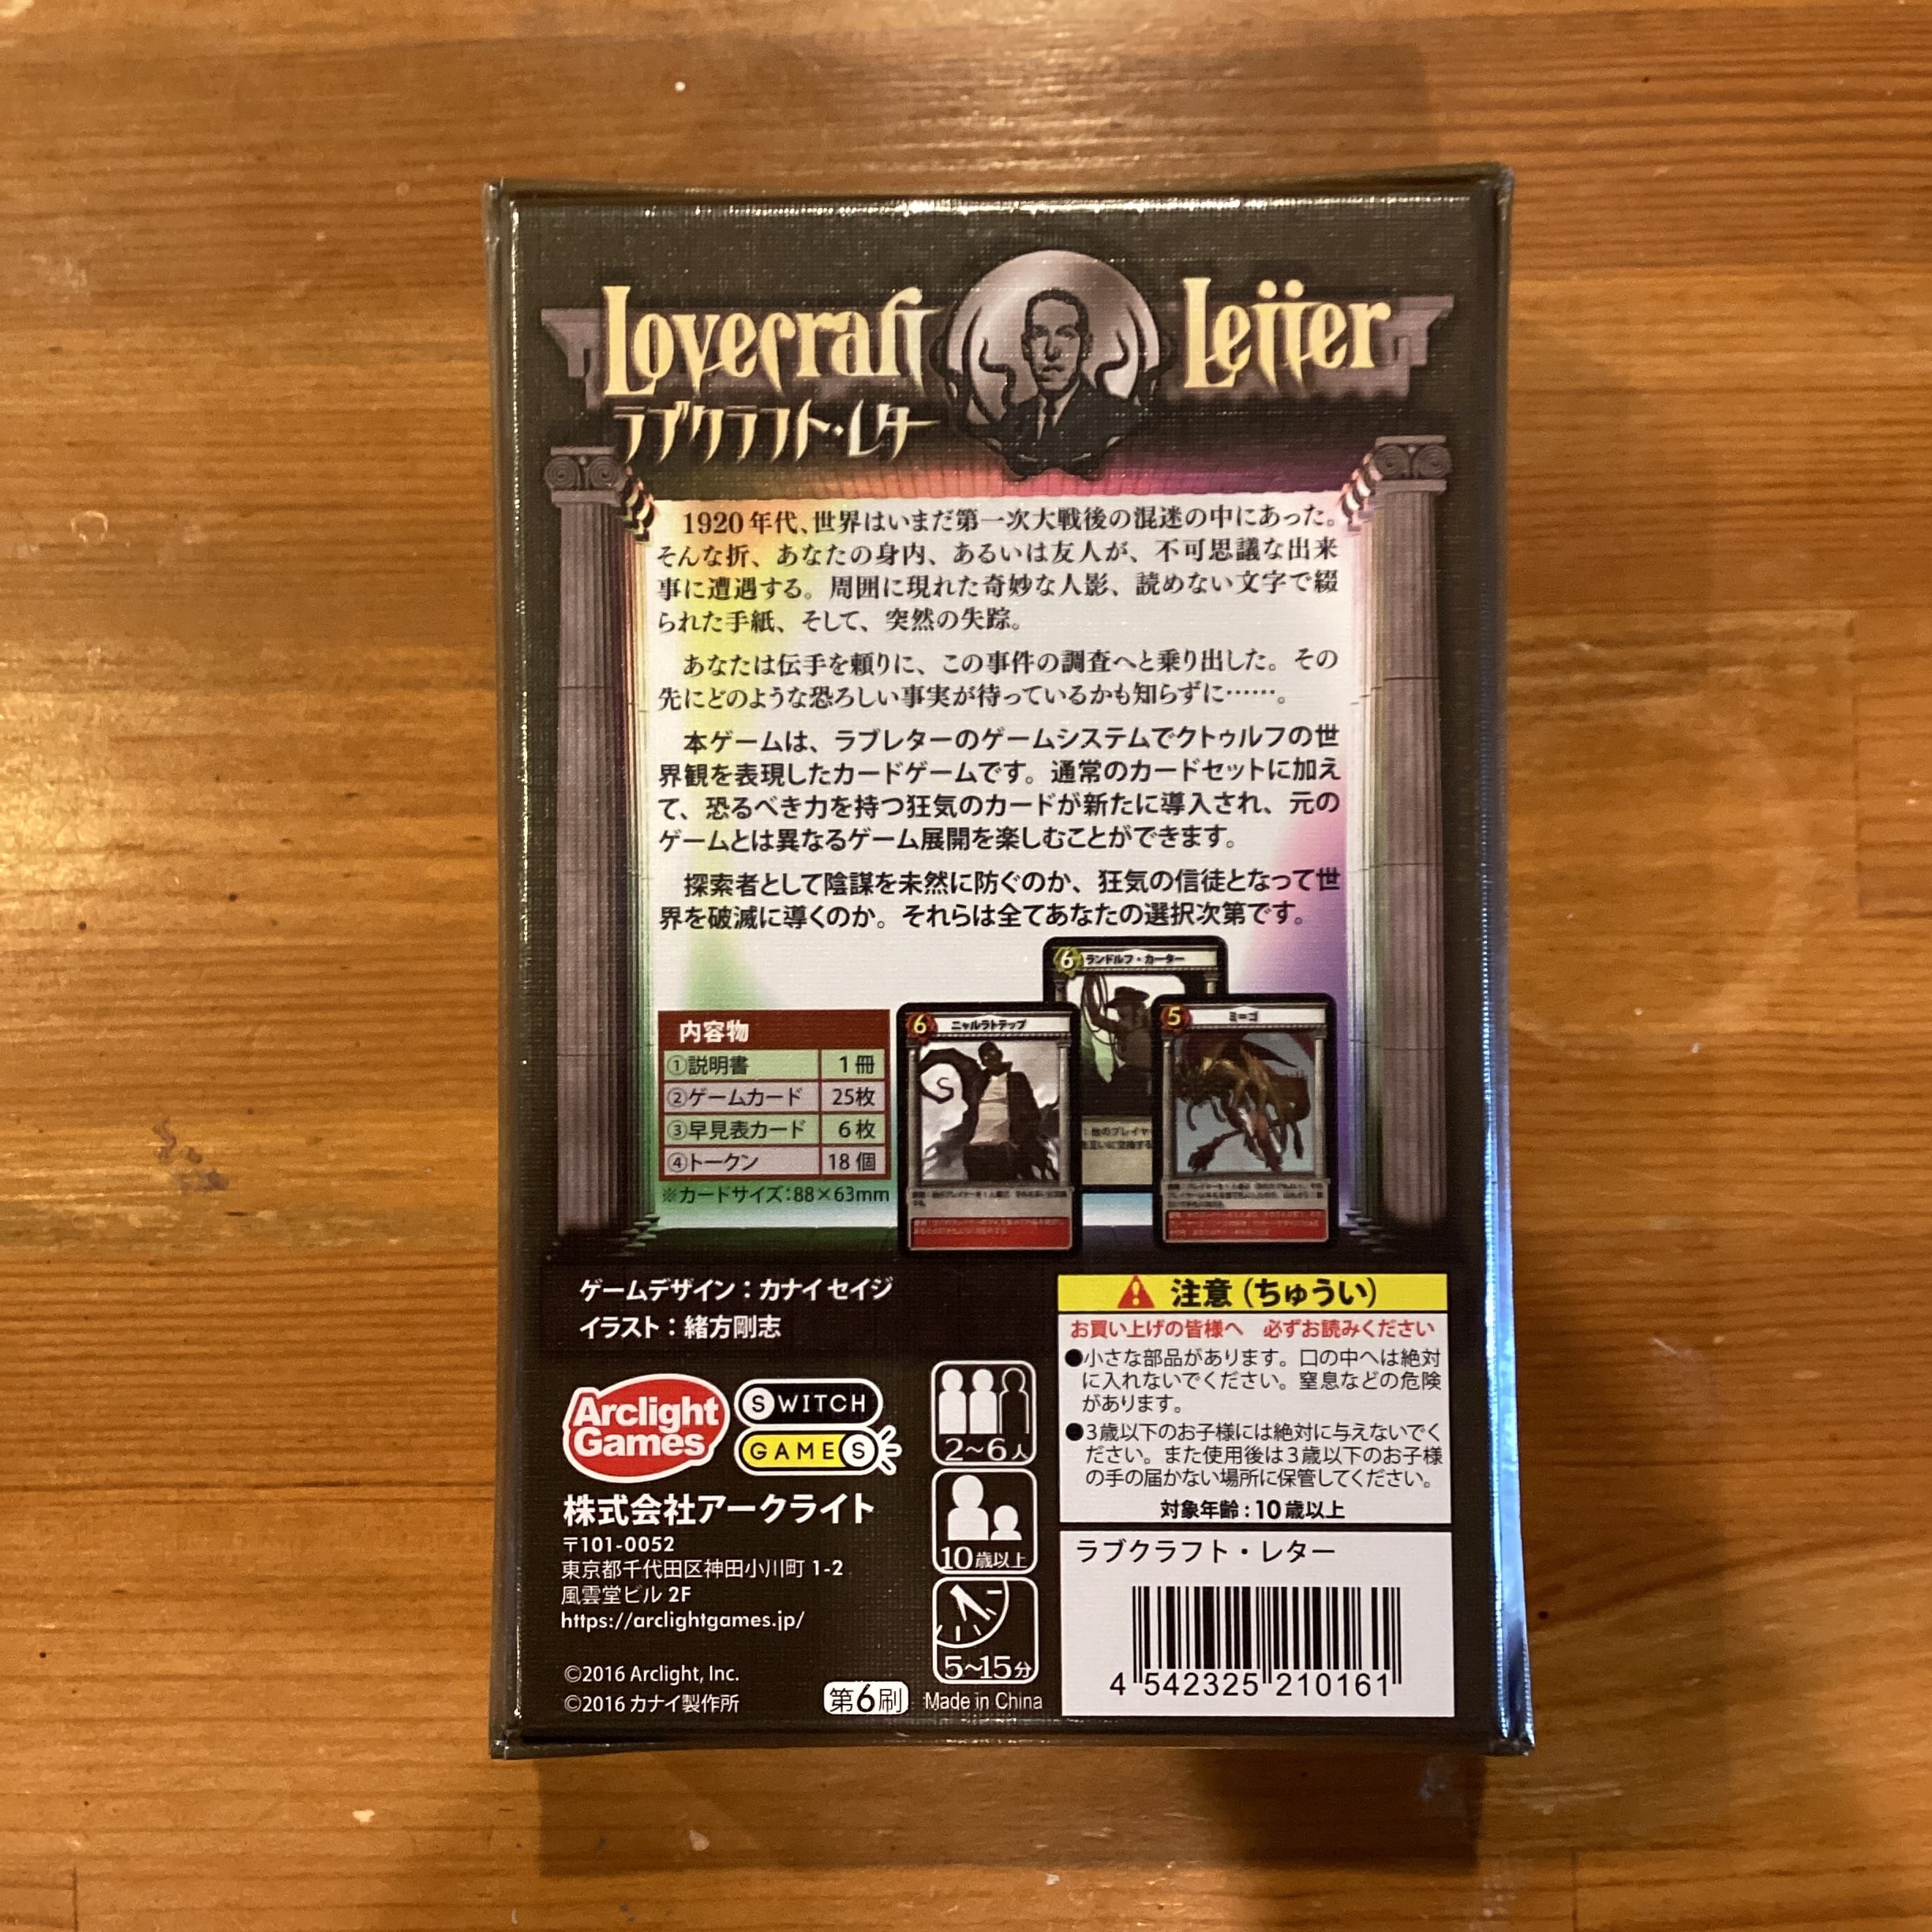 Lovecraft Letter
ラブクラフト・レター
1920年代、世界はいまだ第一次大戦後の混迷の中にあった。
そんな折、あなたの身内、あるいは友人が、不可思議な出来
事に遭遇する。周囲に現れた奇妙な人影、読めない文字で綴
られた手紙、そして、突然の失踪。
あなたは伝手を頼りに、この事件の調査へと乗り出した。その
先にどのような恐ろしい事実が待っているかも知らずに……。
本ゲームは、ラブレターのゲームシステムでクトゥルフの世
界観を表現したカードゲームです。通常のカードセットに加え
て、恐るべき力を持つ狂気のカードが新たに導入され、元の
ゲームとは異なるゲーム展開を楽しむことができます。
探索者として陰謀を未然に防ぐのか、狂気の信徒となって世
界を破滅に導くのか。それらは全てあなたの選択次第です。
内容物
①説明書 1冊
②ゲームカード 25枚
③早見表カード 6枚
④トークン 18個
※カードサイズ：88×63mm
6 ランドルフ・カーター
6 ニャルラトテップ
5 ミ＝ゴ
ゲームデザイン：カナイセイジ
イラスト：緒方剛志
Arclight
Games
SWITCH
GAMES
株式会社アークライト
〒101-0052
東京都千代田区神田小川町 1-2
風雲堂ビル 2F
https://arclightgames.jp/
©2016 Arclight, Inc.
©2016 カナイ製作所
第6刷
2～6人
10歳以上
5～15分
Made in China
注意（ちゅうい）
お買い上げの皆様へ 必ずお読みください
●小さな部品があります。口の中へは絶対
に入れないでください。窒息などの危険
があります。
●3歳以下のお子様には絶対に与えないでく
ださい。また使用後は3歳以下のお子様
の手の届かない場所に保管してください。
対象年齢：10歳以上
ラブクラフト・レター
4 542325 210161